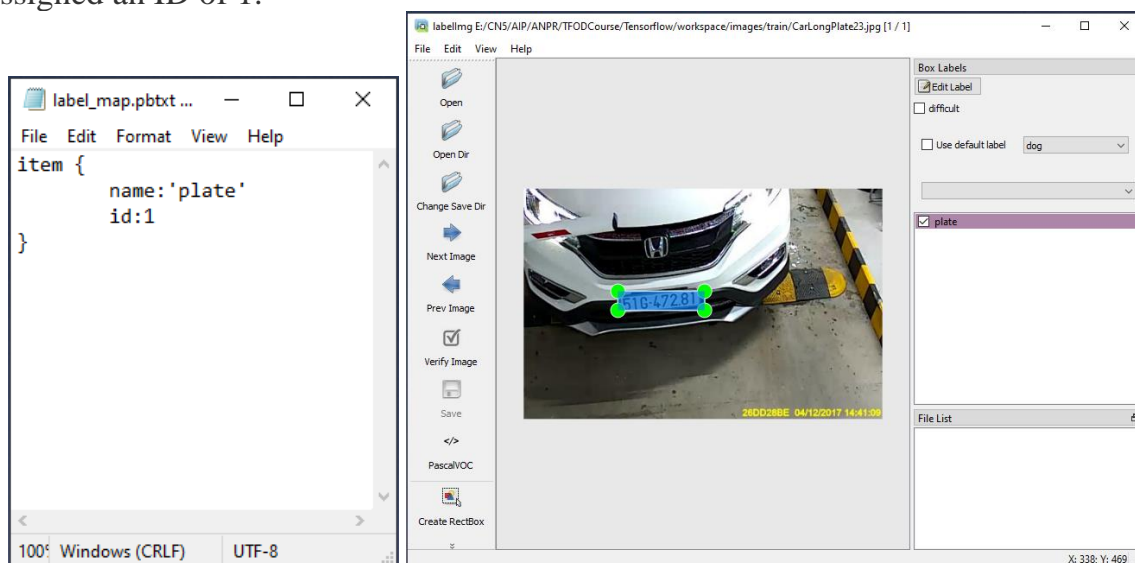 assigned an ID of 1.
label_map.pbtxt ...
File Edit Format View Help
item {
name:'plate'
id:1
}
100% Windows (CRLF) UTF-8
labelImg E:/CN5/AIP/ANPR/TFODCourse/Tensorflow/workspace/images/train/CarLongPlate23.jpg [1 / 1]
File Edit View Help
Open
Open Dir
Change Save Dir
Next Image
Prev Image
Verify Image
Save
</>
PascalVOC
Create RectBox
51G-472.81
26DD28BE 04/12/2017 14:41:09
Box Labels
Edit Label
difficult
Use default label dog
plate
File List
X: 338; Y: 469